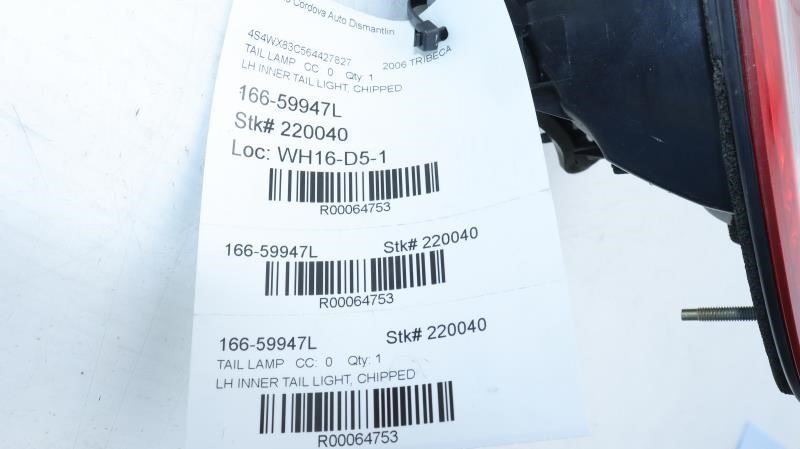 Cordova Auto Dismantlin
4S4WX83C564427827 2006 TRIBECA
TAIL LAMP CC: 0 Qty: 1
LH INNER TAIL LIGHT, CHIPPED
166-59947L
Stk# 220040
Loc: WH16-D5-1
R00064753
166-59947L Stk# 220040
R00064753
166-59947L Stk# 220040
TAIL LAMP CC: 0 Qty: 1
LH INNER TAIL LIGHT, CHIPPED
R00064753